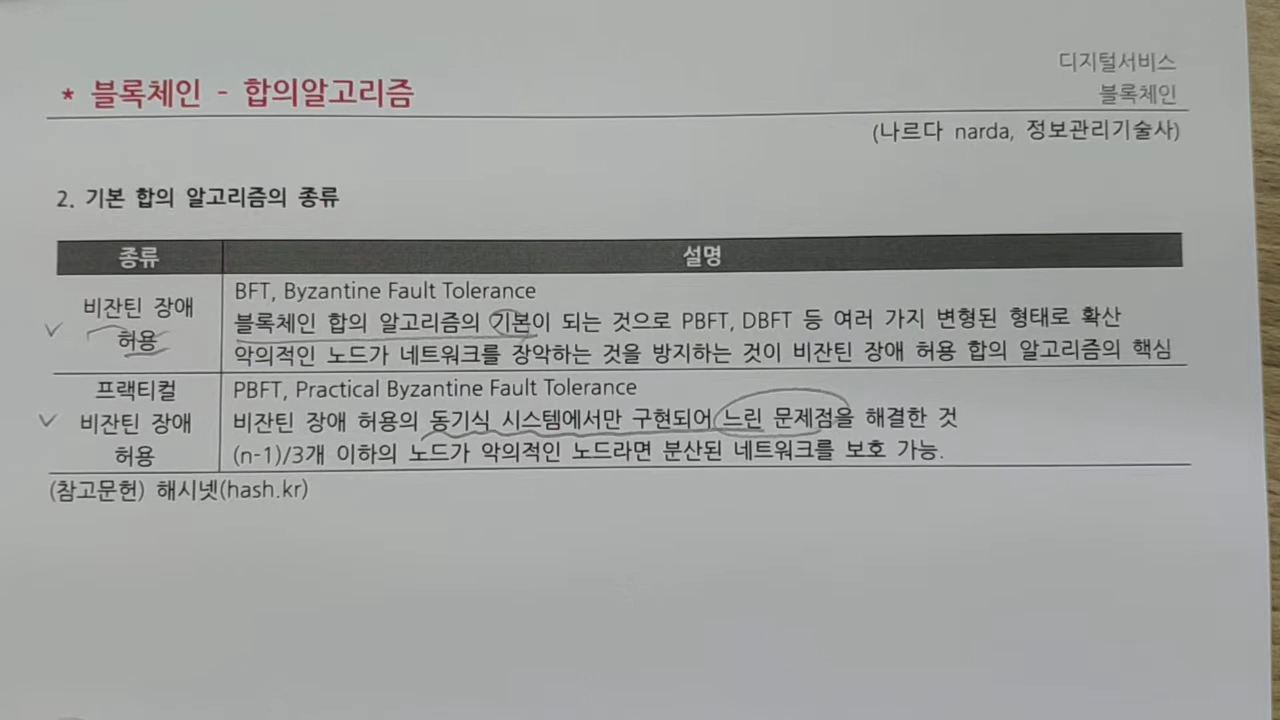 디지털서비스
* 블록체인 - 합의알고리즘
블록체인
(나르다 narda, 정보관리기술사)
2. 기본 합의 알고리즘의 종류
종류 설명
비잔틴 장애
허용
BFT, Byzantine Fault Tolerance
블록체인 합의 알고리즘의 기본이 되는 것으로 PBFT, DBFT 등 여러 가지 변형된 형태로 확산
악의적인 노드가 네트워크를 장악하는 것을 방지하는 것이 비잔틴 장애 허용 합의 알고리즘의 핵심
프랙티컬
비잔틴 장애
허용
PBFT, Practical Byzantine Fault Tolerance
비잔틴 장애 허용의 동기식 시스템에서만 구현되어 느린 문제점을 해결한 것
(n-1)/3개 이하의 노드가 악의적인 노드라면 분산된 네트워크를 보호 가능.
(참고문헌) 해시넷(hash.kr)